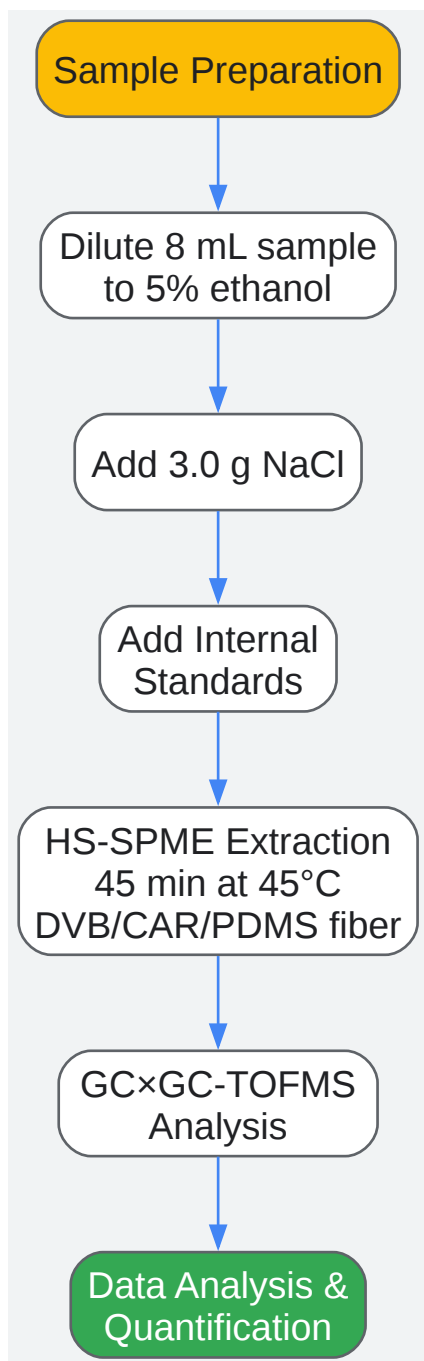 Sample Preparation
Dilute 8 mL sample
to 5% ethanol
Add 3.0 g NaCl
Add Internal
Standards
HS-SPME Extraction
45 min at 45°C
DVB/CAR/PDMS fiber
GC×GC-TOFMS
Analysis
Data Analysis &
Quantification